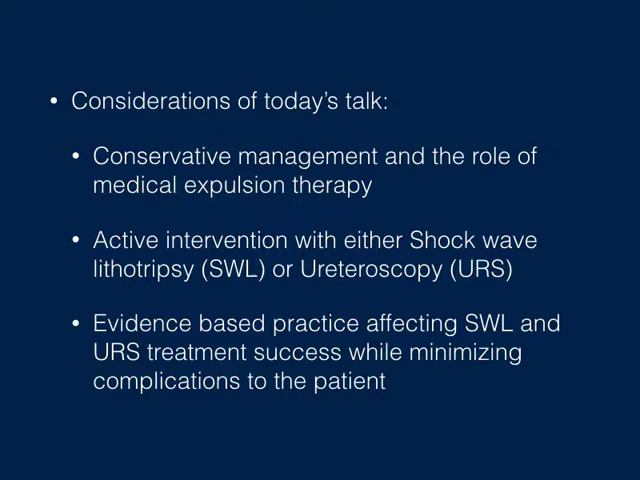 • Considerations of today’s talk:
• Conservative management and the role of
medical expulsion therapy
• Active intervention with either Shock wave
lithotripsy (SWL) or Ureteroscopy (URS)
• Evidence based practice affecting SWL and
URS treatment success while minimizing
complications to the patient